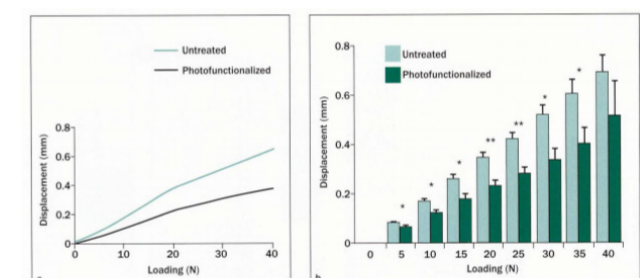 Untreated
Photofunctionalized
Displacement (mm)
0.8
0.6
0.4
0.2
0
0 10 20 30 40
Loading (N)
Untreated
Photofunctionalized
Displacement (mm)
0.8
0.6
0.4
0.2
0
* * * ** ** * *
0 5 10 15 20 25 30 35 40
Loading (N)